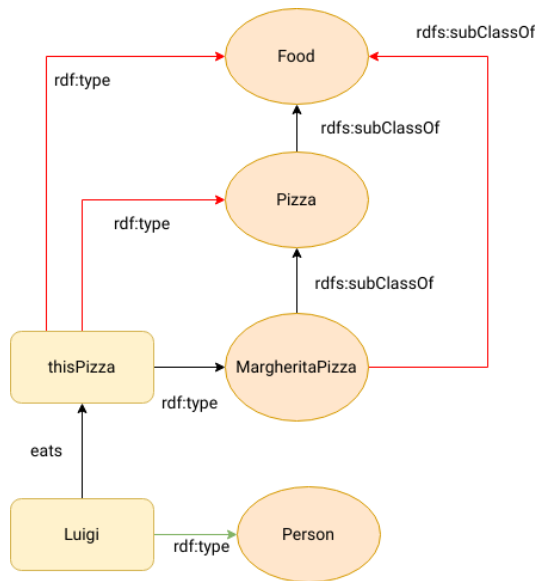 rdfs:subClassOf
Food
rdf:type
rdfs:subClassOf
Pizza
rdf:type
rdfs:subClassOf
thisPizza
MargheritaPizza
rdf:type
eats
Luigi
Person
rdf:type